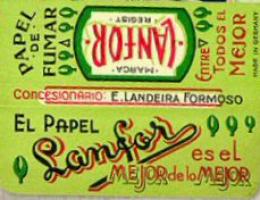 PAPEL
DE
FUMAR
MARCA
LANFOR
REGIST
ENTRE
TODOS EL
MEJOR
MADE IN GERMANY
CONCESIONARIO: E. LANDEIRA FORMOSO
EL PAPEL
Lanfor
es el
MEJOR de lo MEJOR